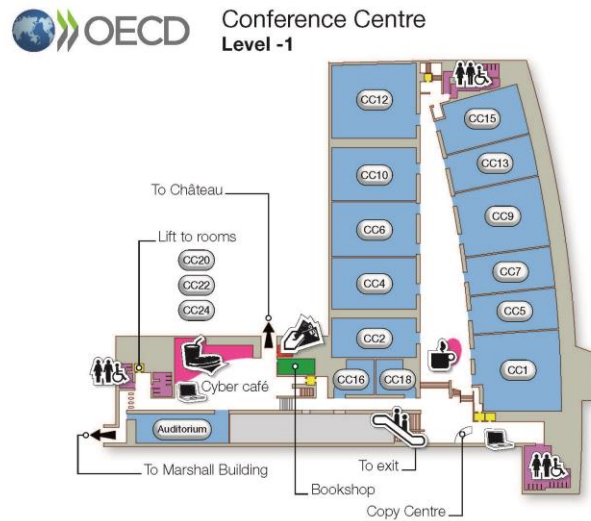 OECD
Conference Centre
Level -1
CC12
CC15
CC10
CC13
To Château
CC6
CC9
Lift to rooms
CC20
CC22
CC24
CC4
CC7
CC5
CC2
CC16
CC18
CC1
Cyber café
Auditorium
To Marshall Building
To exit
Bookshop
Copy Centre